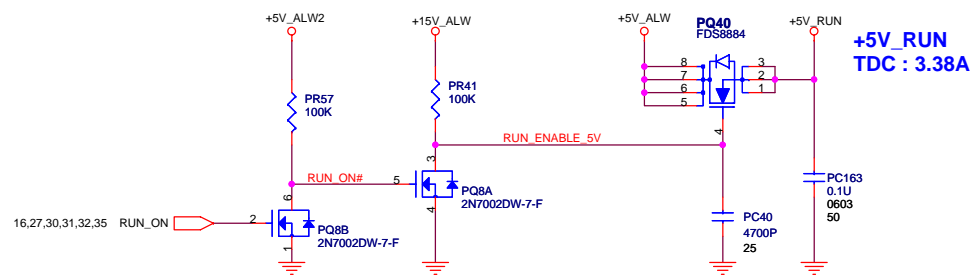 +5V_ALW2
+15V_ALW
+5V_ALW
PQ40
FDS8884
+5V_RUN
+5V_RUN
TDC : 3.38A
8
7
6
5
3
2
1
4
PR57
100K
PR41
100K
RUN_ENABLE_5V
RUN_ON#
3
5
4
PQ8A
2N7002DW-7-F
6
2
1
PQ8B
2N7002DW-7-F
16,27,30,31,32,35 RUN_ON
PC40
4700P
25
PC163
0.1U
0603
50